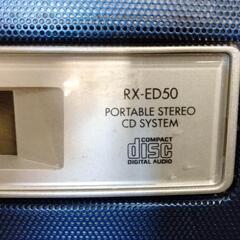 RX-ED50
PORTABLE STEREO
CD SYSTEM
COMPACT
disc
DIGITAL AUDIO